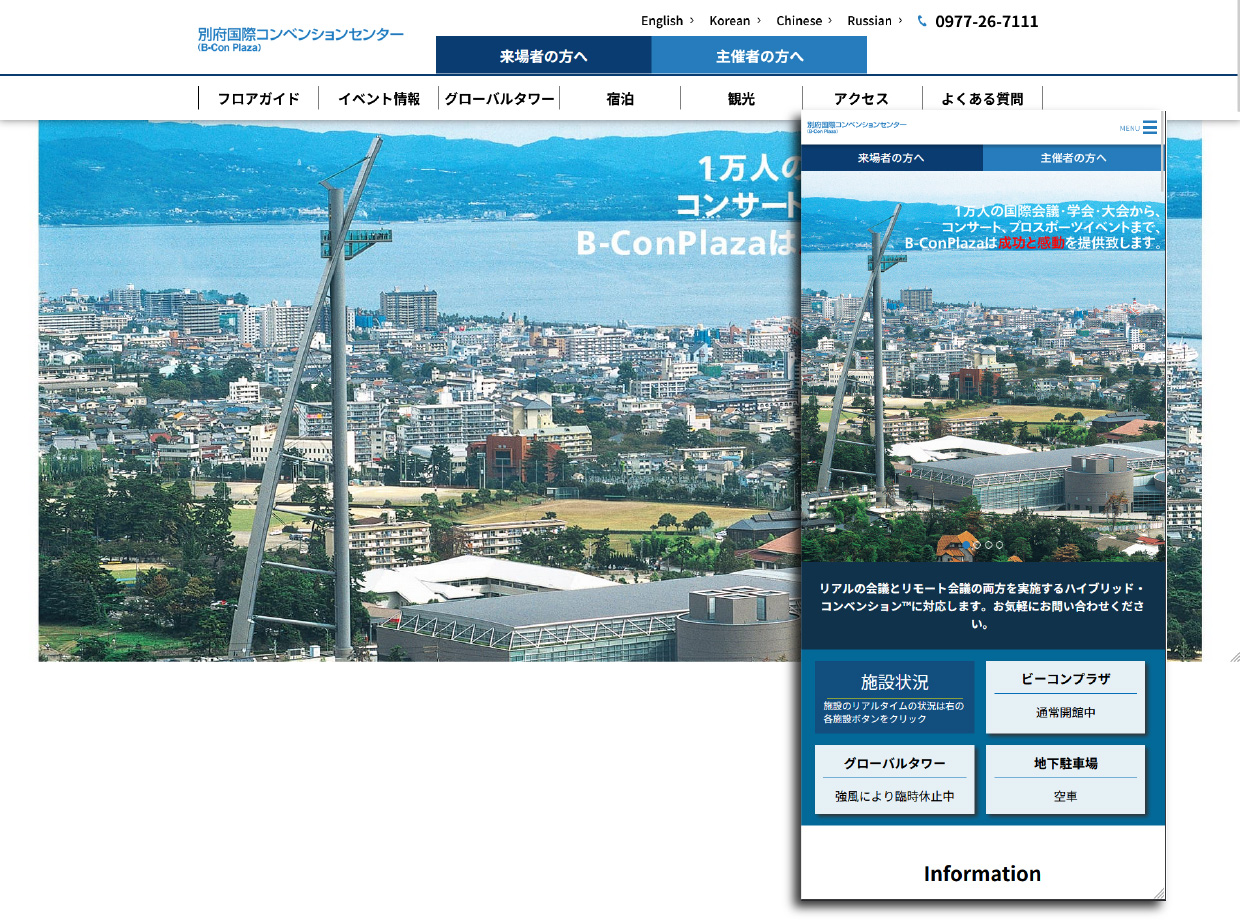 別府国際コンベンションセンター
(B-Con Plaza)
English › Korean › Chinese › Russian › 0977-26-7111
来場者の方へ 主催者の方へ
フロアガイド イベント情報 グローバルタワー 宿泊 観光 アクセス よくある質問
1万人の
コンサート
B-ConPlazaは
別府国際コンベンションセンター
(B-Con Plaza)
MENU
来場者の方へ 主催者の方へ
1万人の国際会議・学会・大会から、
コンサート、プロスポーツイベントまで、
B-ConPlazaは成功と感動を提供致します。
リアルの会議とリモート会議の両方を実施するハイブリッド・
コンベンション™に対応します。お気軽にお問い合わせくださ
い。
施設状況
施設のリアルタイムの状況は右の
各施設ボタンをクリック
ビーコンプラザ
通常開館中
グローバルタワー
強風により臨時休止中
地下駐車場
空車
Information